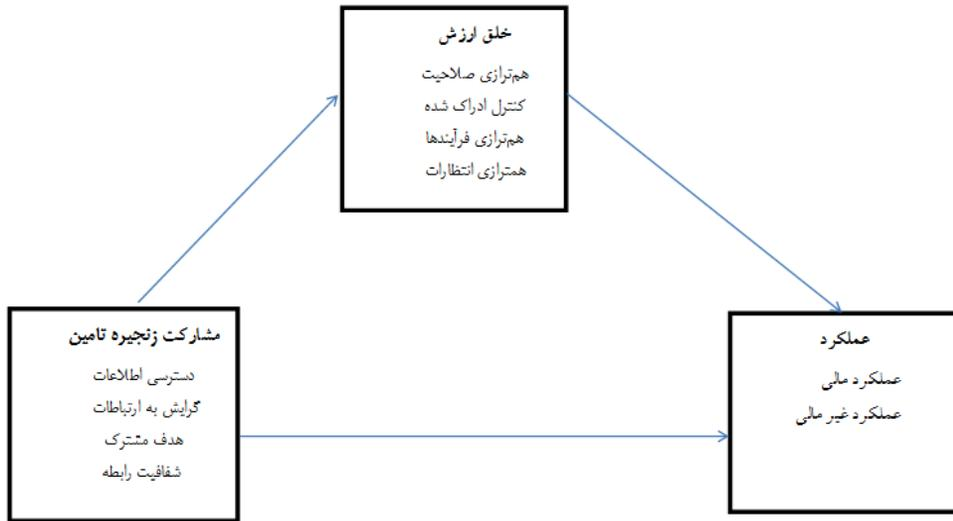 خلق ارزش
هم‌ترازی صلاحیت
کنترل ادراک شده
هم‌ترازی فرآیندها
همترازی انتظارات
مشارکت زنجیره تامین
دسترسی اطلاعات
گرایش به ارتباطات
هدف مشترک
شفافیت رابطه
عملکرد
عملکرد مالی
عملکرد غیر مالی